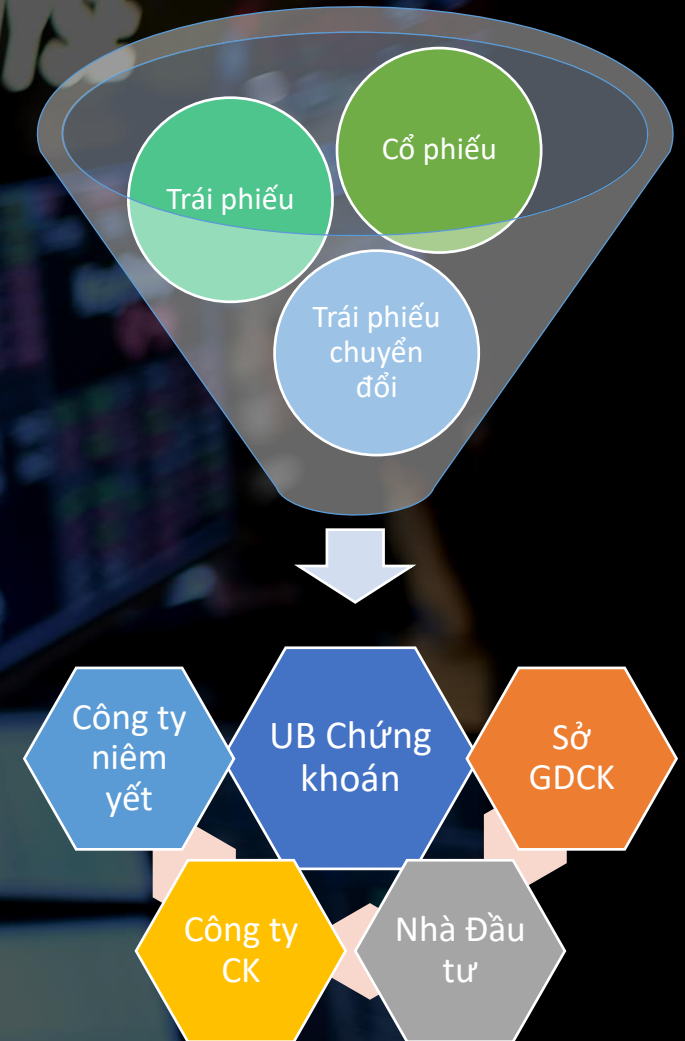 Cổ phiếu
Trái phiếu
Trái phiếu
chuyển
đổi
Công ty
niêm
yết
UB Chứng
khoán
Sở
GDCK
Công ty
CK
Nhà Đầu
tư